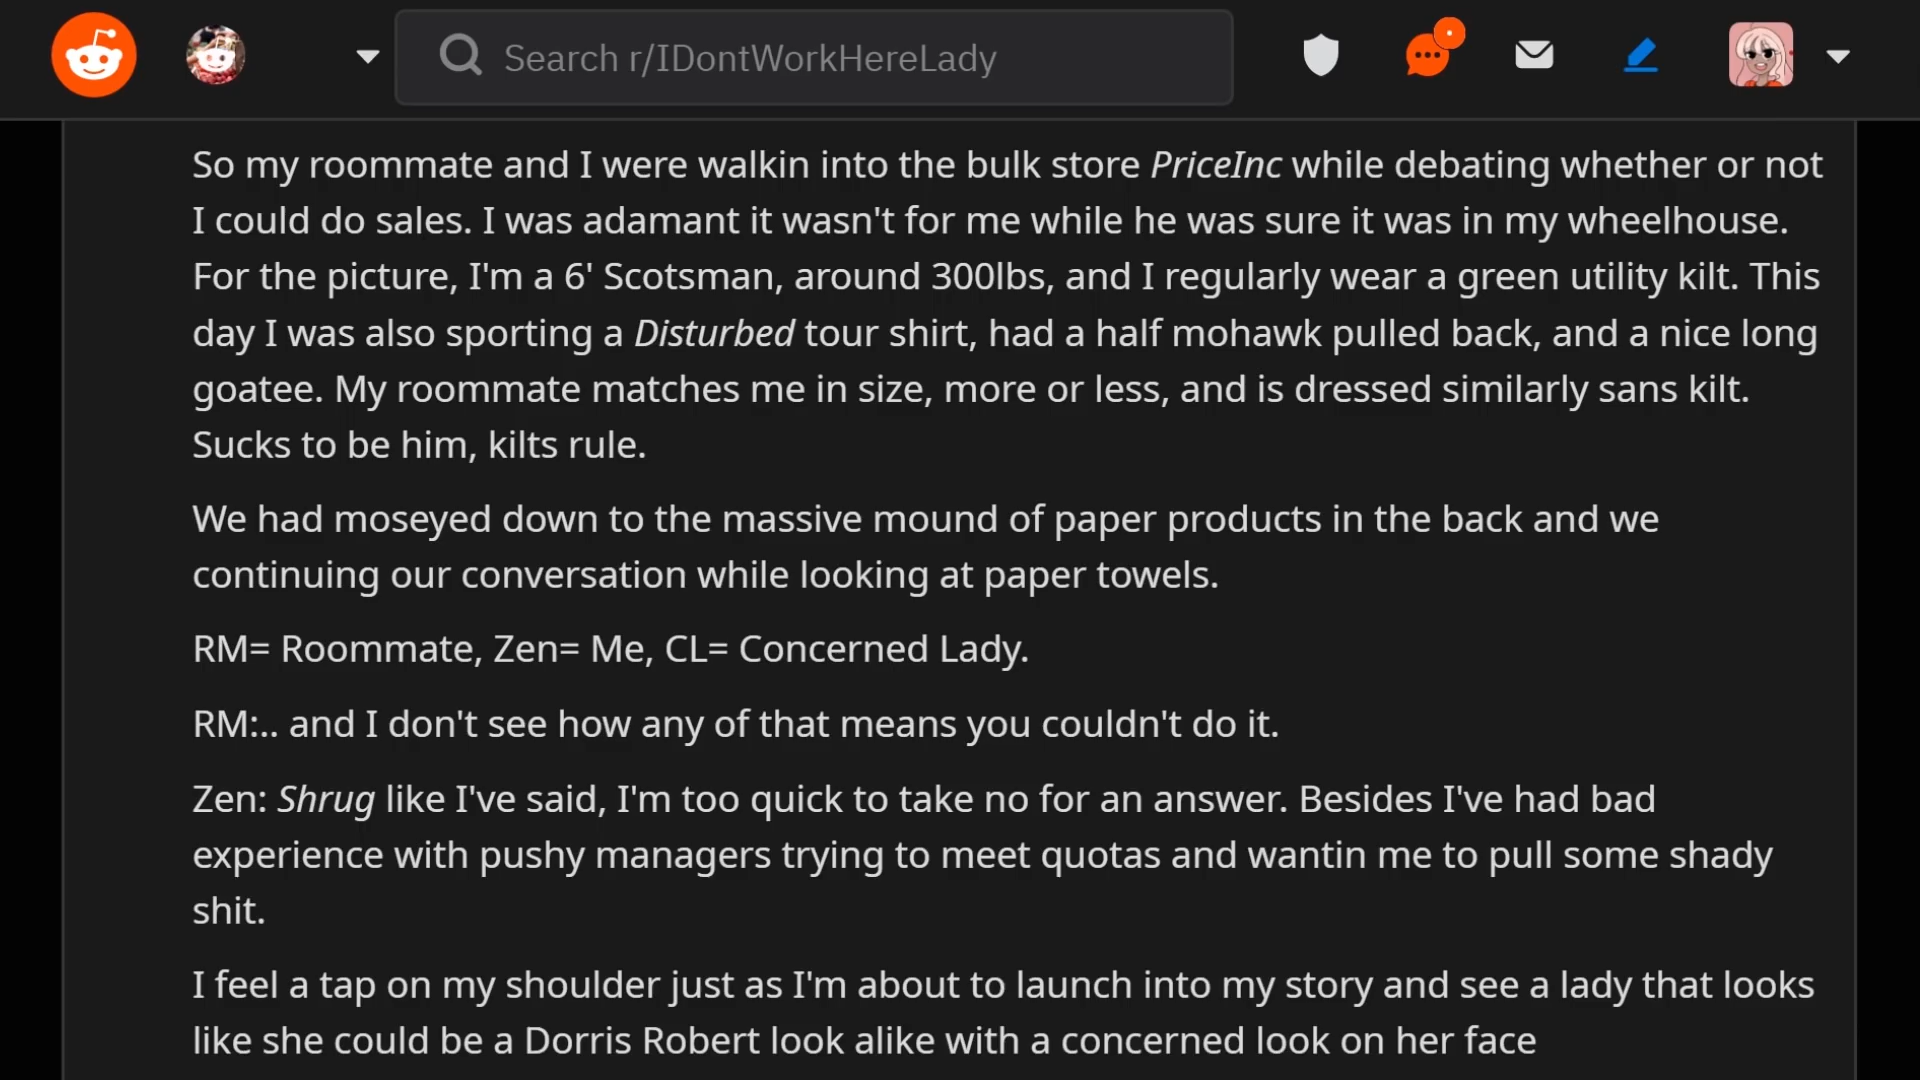 Search r/IDontWorkHereLady
So my roommate and I were walkin into the bulk store PriceInc while debating whether or not
I could do sales. I was adamant it wasn't for me while he was sure it was in my wheelhouse.
For the picture, I'm a 6' Scotsman, around 300lbs, and I regularly wear a green utility kilt. This
day I was also sporting a Disturbed tour shirt, had a half mohawk pulled back, and a nice long
goatee. My roommate matches me in size, more or less, and is dressed similarly sans kilt.
Sucks to be him, kilts rule.
We had moseyed down to the massive mound of paper products in the back and we
continuing our conversation while looking at paper towels.
RM= Roommate, Zen= Me, CL= Concerned Lady.
RM:.. and I don't see how any of that means you couldn't do it.
Zen: Shrug like I've said, I'm too quick to take no for an answer. Besides I've had bad
experience with pushy managers trying to meet quotas and wantin me to pull some shady
shit.
I feel a tap on my shoulder just as I'm about to launch into my story and see a lady that looks
like she could be a Dorris Robert look alike with a concerned look on her face